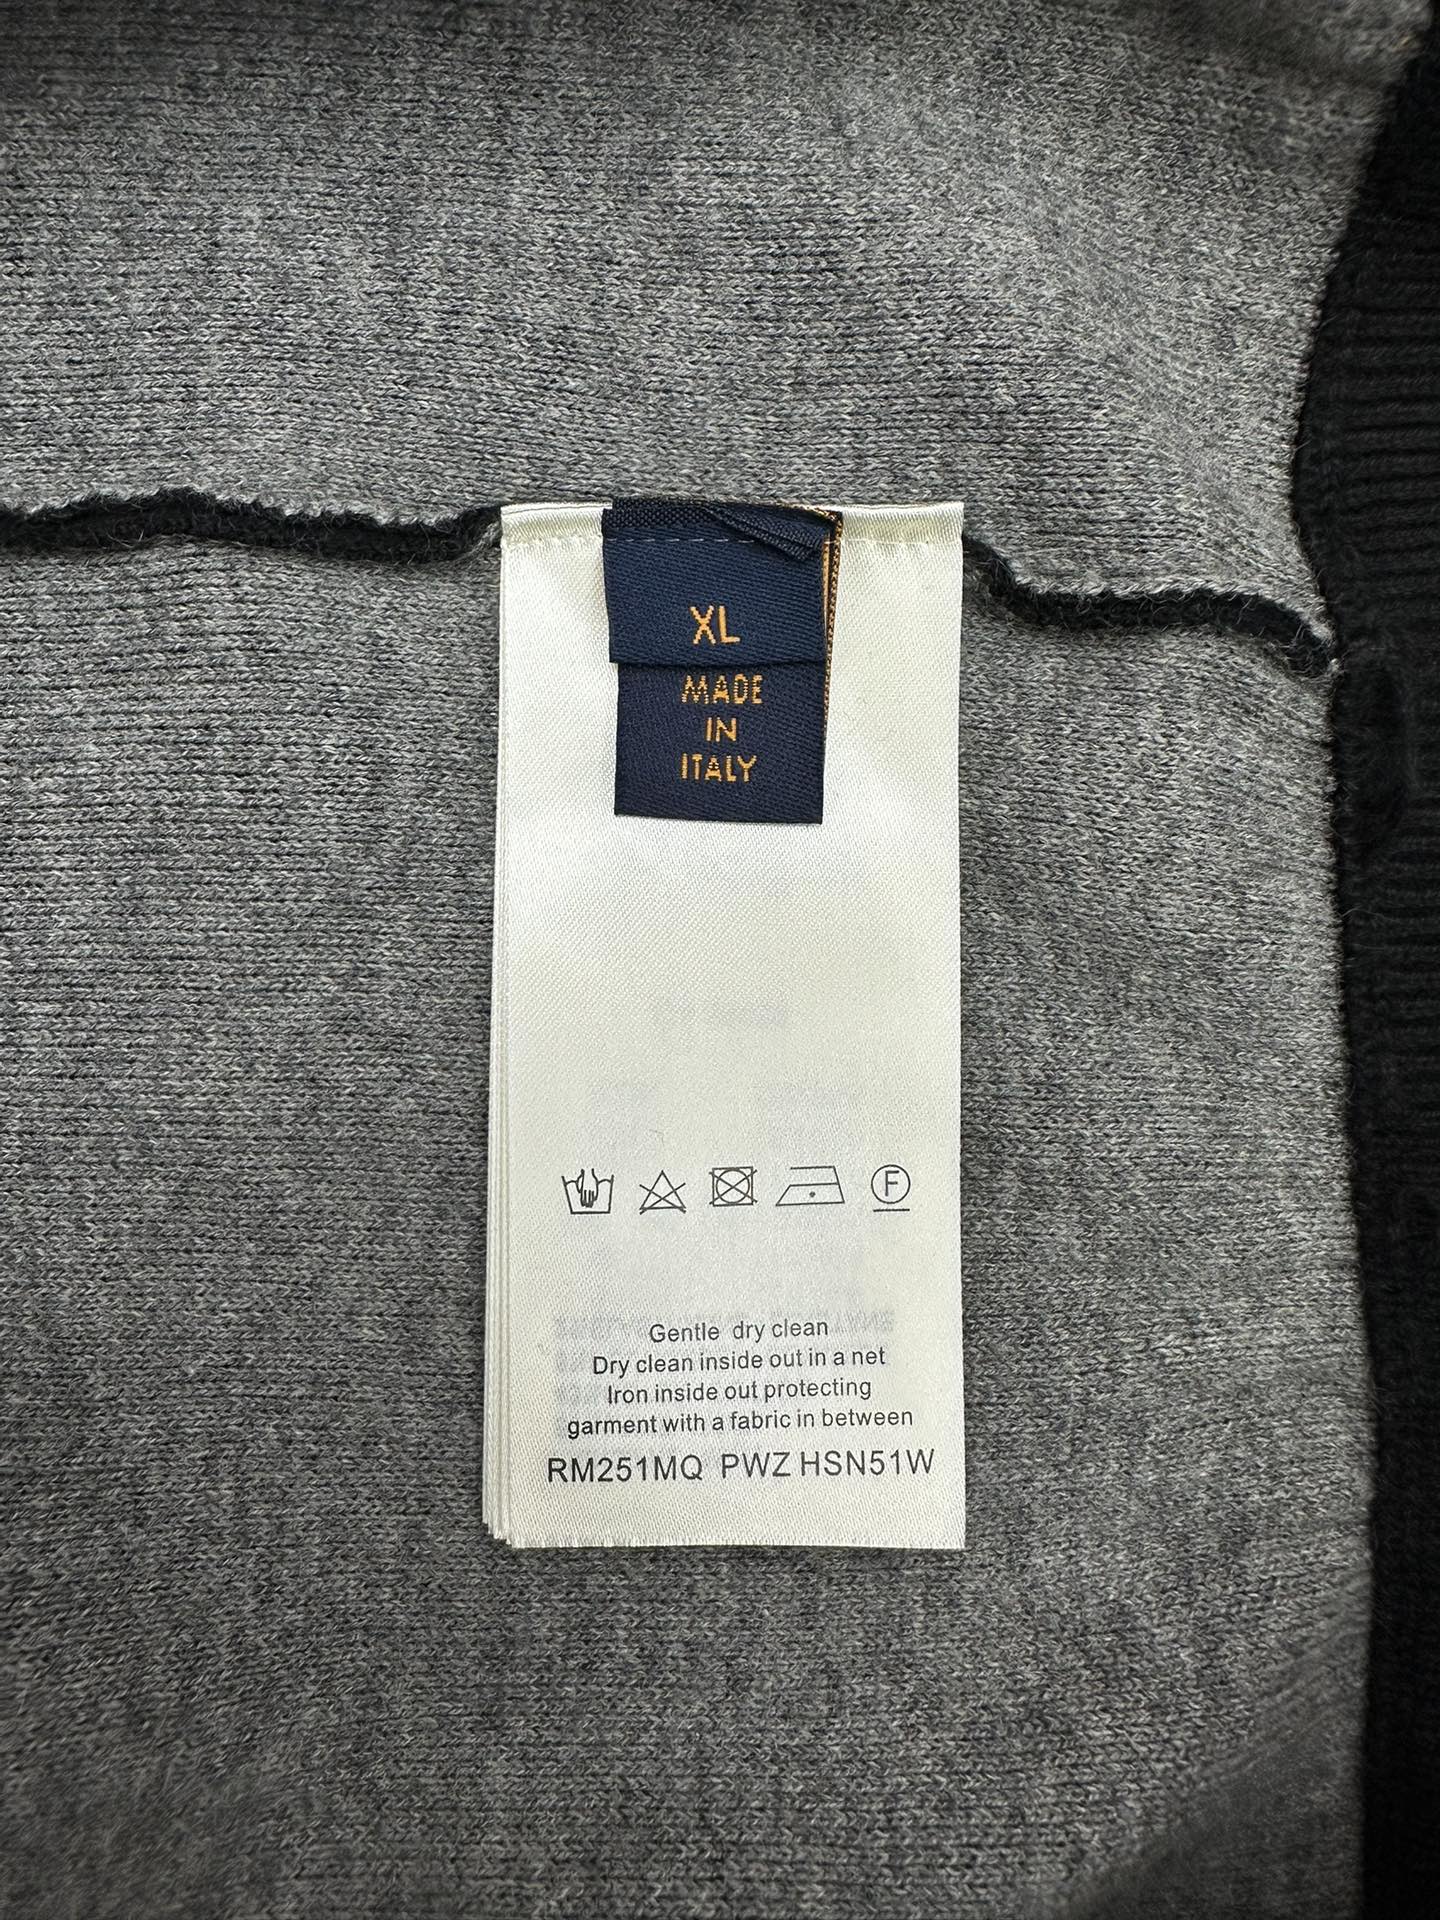 XL
MADE
IN
ITALY
F
Gentle dry clean
Dry clean inside out in a net
Iron inside out protecting
garment with a fabric in between
RM251MQ PWZ HSN51W